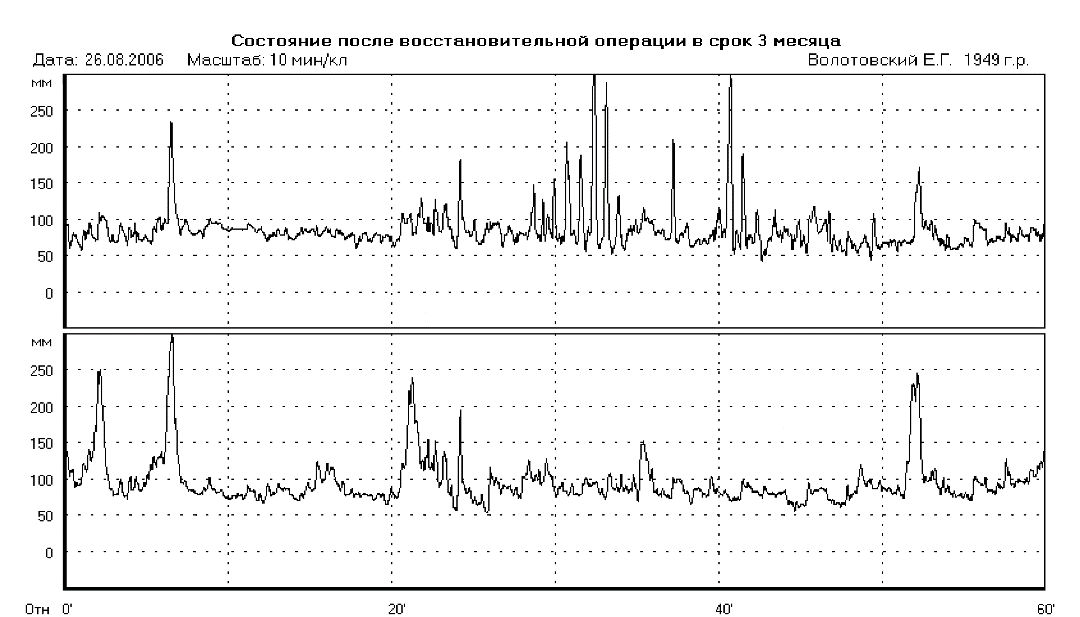 Состояние после восстановительной операции в срок 3 месяца
Дата: 26.08.2006 Масштаб: 10 мин/кл Волотовский Е.Г. 1949 г.р.
мм
250
200
150
100
50
0
мм
250
200
150
100
50
0
Отн 0' 20' 40' 60'